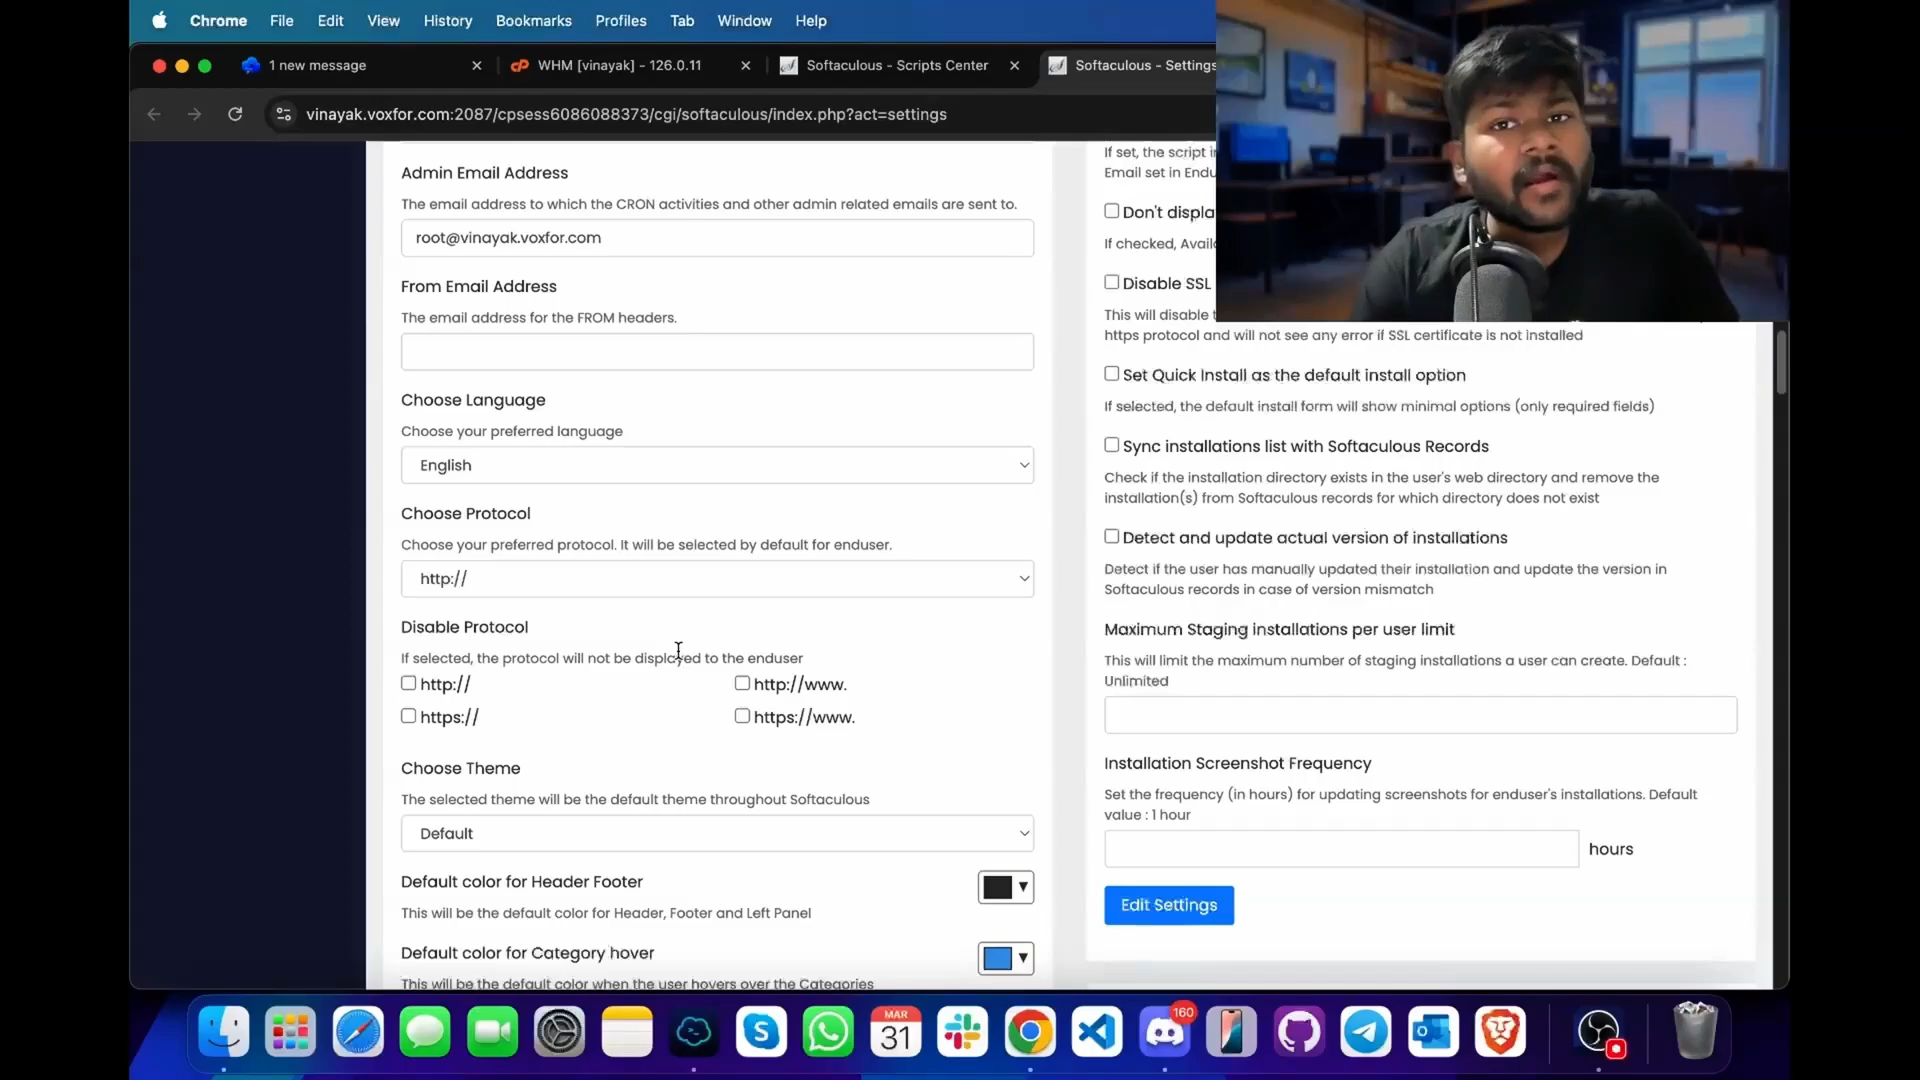 Chrome File Edit View History Bookmarks Profiles Tab Window Help
1 new message
WHM [vinayak] - 126.0.11
Softaculous - Scripts Center
Softaculous - Settings
vinayak.voxfor.com:2087/cpsess6086088373/cgi/softaculous/index.php?act=settings
Admin Email Address
The email address to which the CRON activities and other admin related emails are sent to.
root@vinayak.voxfor.com
From Email Address
The email address for the FROM headers.
Choose Language
Choose your preferred language
English
Choose Protocol
Choose your preferred protocol. It will be selected by default for enduser.
http://
Disable Protocol
If selected, the protocol will not be displayed to the enduser
http://
http://www.
https://
https://www.
Choose Theme
The selected theme will be the default theme throughout Softaculous
Default
Default color for Header Footer
This will be the default color for Header, Footer and Left Panel
Default color for Category hover
This will be the default color when the user hovers over the Categories
If set, the script
Email set in
Don't
If checked,
Disable SSL
This will disable
https protocol and will not see any error if SSL certificate is not installed
Set Quick Install as the default install option
If selected, the default install form will show minimal options (only required fields)
Sync installations list with Softaculous Records
Check if the installation directory exists in the user's web directory and remove the
installation(s) from Softaculous records for which directory does not exist
Detect and update actual version of installations
Detect if the user has manually updated their installation and update the version in
Softaculous records in case of version mismatch
Maximum Staging installations per user limit
This will limit the maximum number of staging installations a user can create. Default :
Unlimited
Installation Screenshot Frequency
Set the frequency (in hours) for updating screenshots for enduser's installations. Default
value : 1 hour
hours
Edit Settings
MAR
31
160